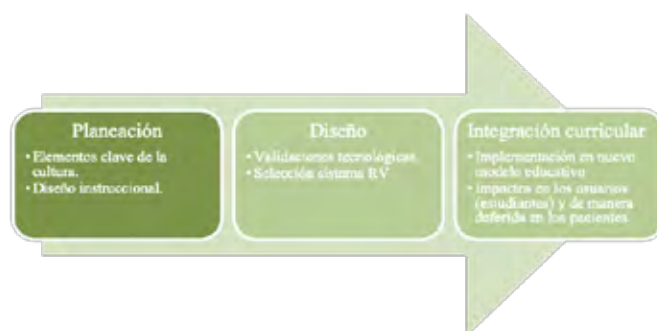 Planeación
• Elementos clave de la
cultura.
• Diseño instruccional.
Diseño
• Validaciones tecnológicas.
• Selección sistema RV
Integración curricular
• Implementación en nuevo
modelo educativo
• Impactos en los usuarios
(estudiantes) y de manera
deferida en los pacientes